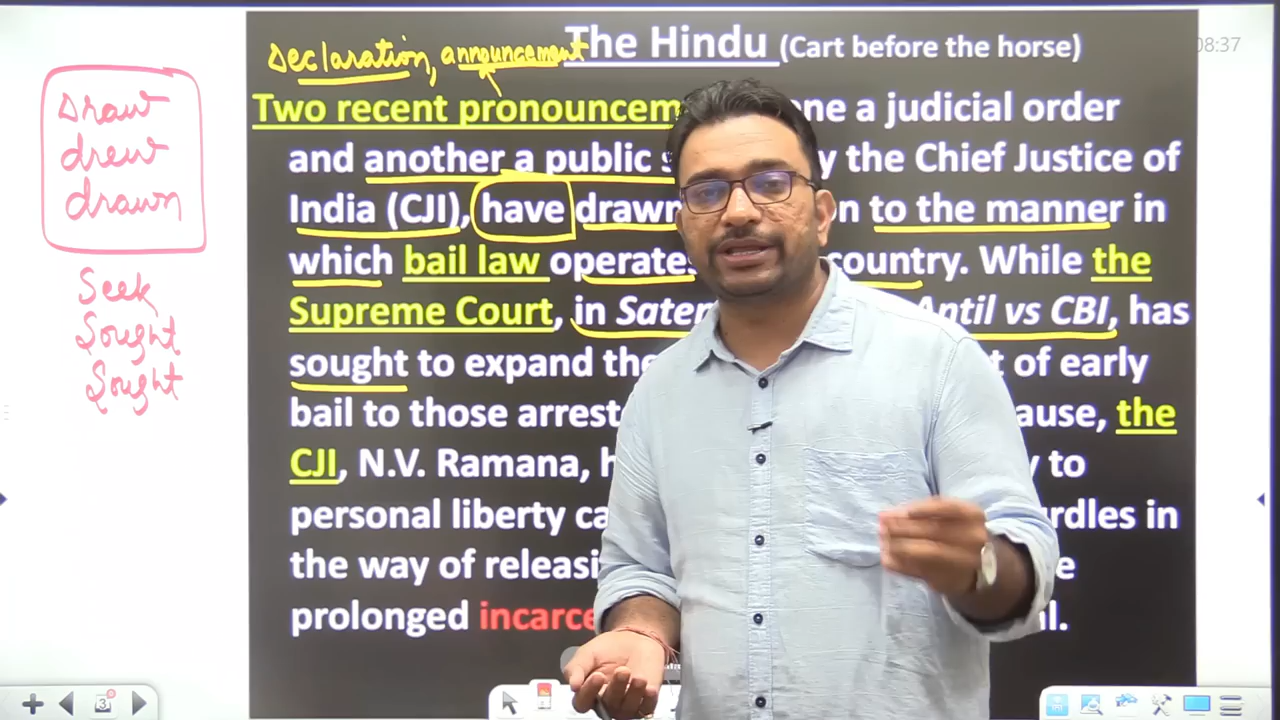 The Hindu (Cart before the horse)
08:37
Declaration, announcement
Two recent pronouncem one a judicial order
and another a public s y the Chief Justice of
India (CJI), have drawn on to the manner in
which bail law operates country. While the
Supreme Court, in Sater Antil vs CBI, has
sought to expand the t of early
bail to those arrest ause, the
CJI, N.V. Ramana, h y to
personal liberty ca urdles in
the way of releasi e
prolonged incarce al.
Draw
drew
drawn
Seek
Sought
Sought
3